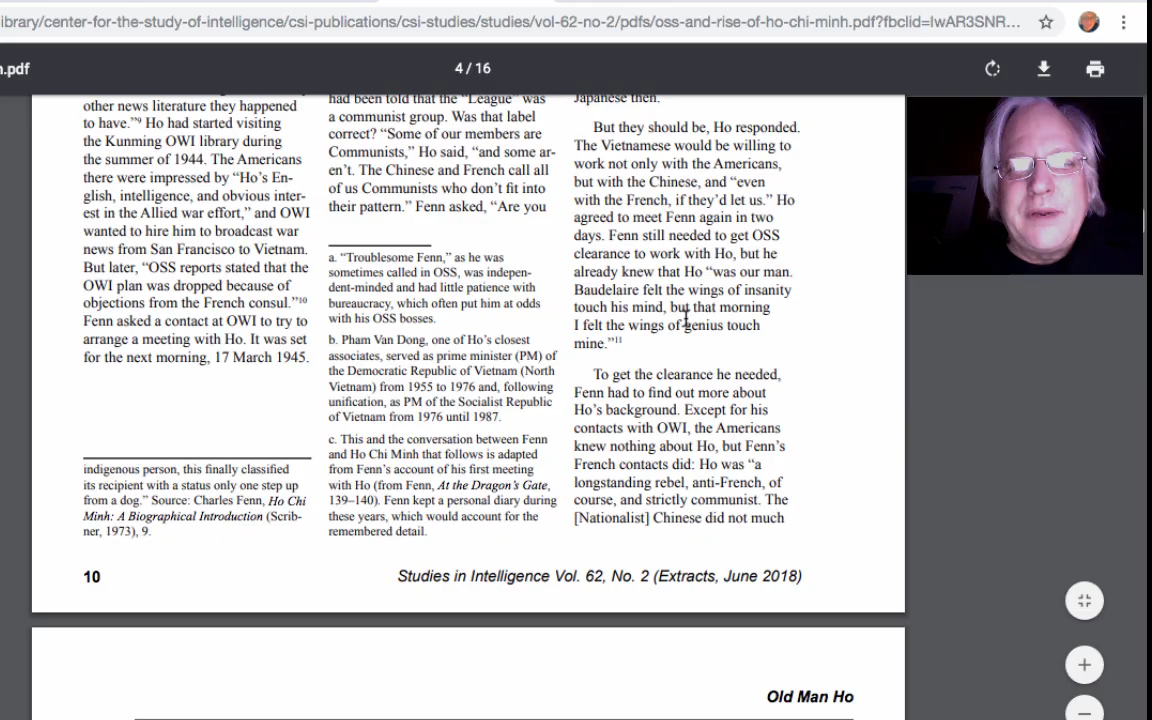 library/center-for-the-study-of-intelligence/csi-publications/csi-studies/studies/vol-62-no-2/pdfs/oss-and-rise-of-ho-chi-minh.pdf?fbclid=IwAR3SNR...
.pdf
4 / 16
other news literature they happened
to have.”⁹ Ho had started visiting
the Kunming OWI library during
the summer of 1944. The Americans
there were impressed by “Ho’s En-
glish, intelligence, and obvious inter-
est in the Allied war effort,” and OWI
wanted to hire him to broadcast war
news from San Francisco to Vietnam.
But later, “OSS reports stated that the
OWI plan was dropped because of
objections from the French consul.”¹⁰
Fenn asked a contact at OWI to try to
arrange a meeting with Ho. It was set
for the next morning, 17 March 1945.
indigenous person, this finally classified
its recipient with a status only one step up
from a dog.” Source: Charles Fenn, Ho Chi
Minh: A Biographical Introduction (Scrib-
ner, 1973), 9.
had been told that the “League” was
a communist group. Was that label
correct? “Some of our members are
Communists,” Ho said, “and some ar-
en’t. The Chinese and French call all
of us Communists who don’t fit into
their pattern.” Fenn asked, “Are you
a. “Troublesome Fenn,” as he was
sometimes called in OSS, was indepen-
dent-minded and had little patience with
bureaucracy, which often put him at odds
with his OSS bosses.
b. Pham Van Dong, one of Ho’s closest
associates, served as prime minister (PM) of
the Democratic Republic of Vietnam (North
Vietnam) from 1955 to 1976 and, following
unification, as PM of the Socialist Republic
of Vietnam from 1976 until 1987.
c. This and the conversation between Fenn
and Ho Chi Minh that follows is adapted
from Fenn’s account of his first meeting
with Ho (from Fenn, At the Dragon’s Gate,
139–140). Fenn kept a personal diary during
these years, which would account for the
remembered detail.
Japanese then.
But they should be, Ho responded.
The Vietnamese would be willing to
work not only with the Americans,
but with the Chinese, and “even
with the French, if they’d let us.” Ho
agreed to meet Fenn again in two
days. Fenn still needed to get OSS
clearance to work with Ho, but he
already knew that Ho “was our man.
Baudelaire felt the wings of insanity
touch his mind, but that morning
I felt the wings of genius touch
mine.”¹¹
To get the clearance he needed,
Fenn had to find out more about
Ho’s background. Except for his
contacts with OWI, the Americans
knew nothing about Ho, but Fenn’s
French contacts did: Ho was “a
longstanding rebel, anti-French, of
course, and strictly communist. The
[Nationalist] Chinese did not much
10
Studies in Intelligence Vol. 62, No. 2 (Extracts, June 2018)
Old Man Ho